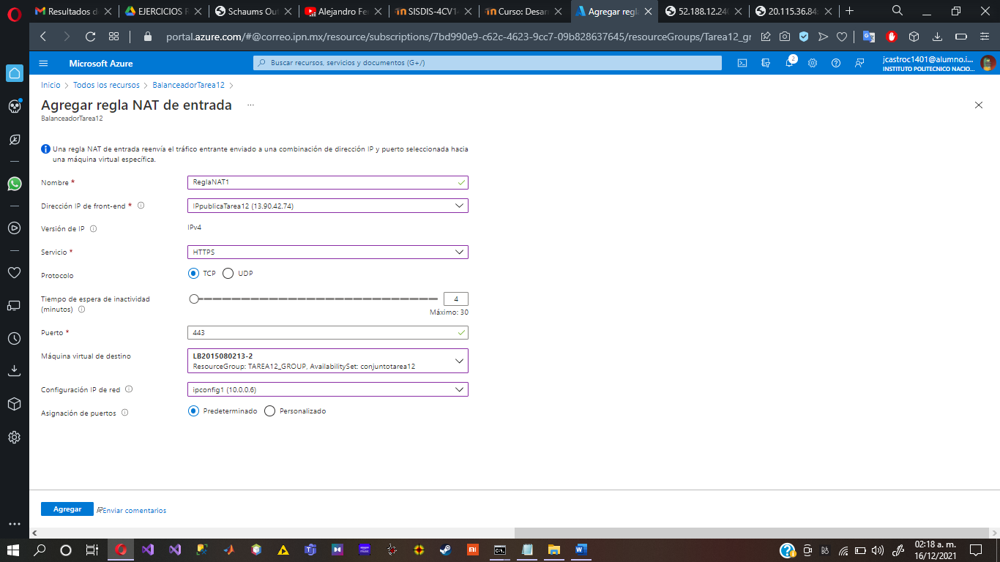 Resultados d
EJERCICIOS R
Schaums Out
Alejandro Fe
SISDIS-4CV1
Curso: Desar
Agregar regla
52.188.12.24
20.115.36.84
portal.azure.com/#@correo.ipn.mx/resource/subscriptions/7bd990e9-c62c-4623-9cc7-09b828637645/resourceGroups/Tarea12_gr
Microsoft Azure
Buscar recursos, servicios y documentos (G+/)
2
jcastroc1401@alumno.i...
INSTITUTO POLITECNICO NACIO...
Inicio > Todos los recursos > BalanceadorTarea12 >
Agregar regla NAT de entrada ...
BalanceadorTarea12
Una regla NAT de entrada reenvía el tráfico entrante enviado a una combinación de dirección IP y puerto seleccionada hacia
una máquina virtual específica.
Nombre * ReglaNAT1
Dirección IP de front-end * IPpublicaTarea12 (13.90.42.74)
Versión de IP IPv4
Servicio * HTTPS
Protocolo TCP UDP
Tiempo de espera de inactividad
(minutos)
4
Máximo: 30
Puerto * 443
Máquina virtual de destino
LB2015080213-2
ResourceGroup: TAREA12_GROUP, AvailabilitySet: conjuntotarea12
Configuración IP de red ipconfig1 (10.0.0.6)
Asignación de puertos Predeterminado Personalizado
Agregar Enviar comentarios
02:18 a. m.
16/12/2021